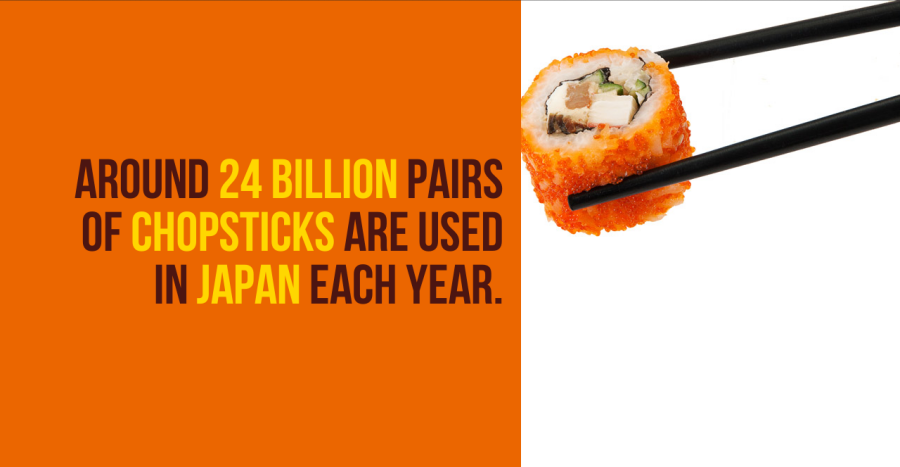 AROUND 24 BILLION PAIRS
OF CHOPSTICKS ARE USED
IN JAPAN EACH YEAR.